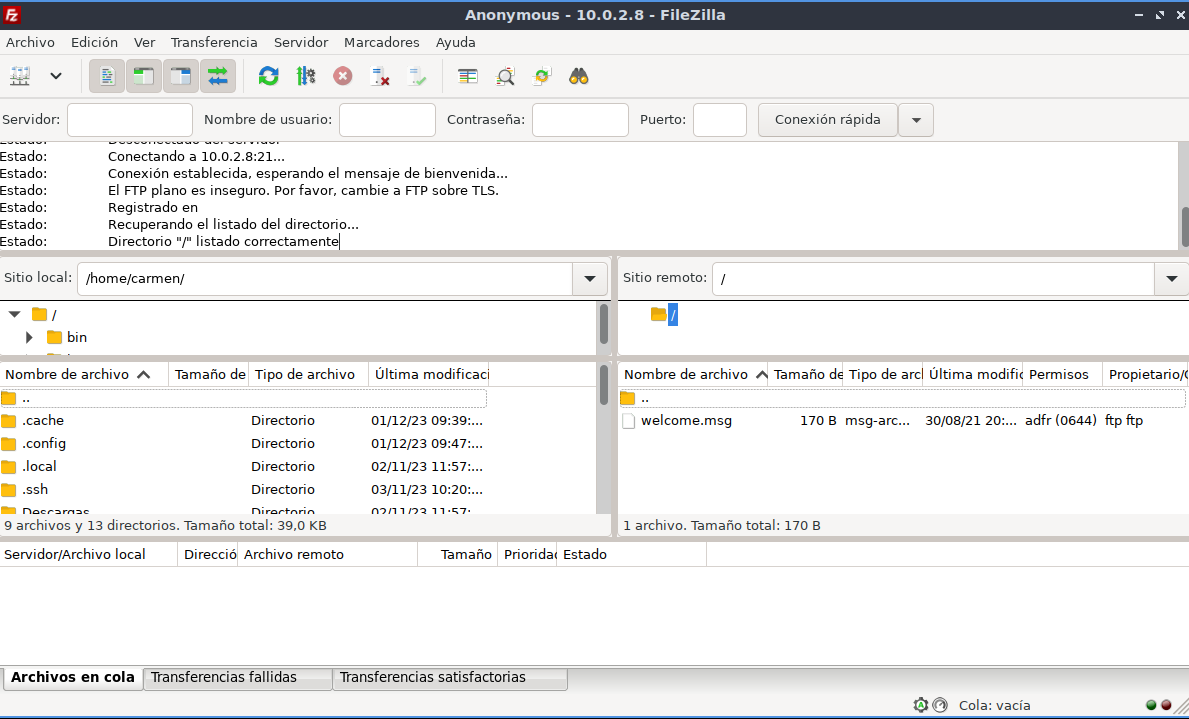 Anonymous - 10.0.2.8 - FileZilla
Archivo Edición Ver Transferencia Servidor Marcadores Ayuda
Servidor: Nombre de usuario: Contraseña: Puerto: Conexión rápida
Estado: Desconectado del servidor
Estado: Conectando a 10.0.2.8:21...
Estado: Conexión establecida, esperando el mensaje de bienvenida...
Estado: El FTP plano es inseguro. Por favor, cambie a FTP sobre TLS.
Estado: Registrado en
Estado: Recuperando el listado del directorio...
Estado: Directorio "/" listado correctamente
Sitio local: /home/carmen/ Sitio remoto: /
/ /
bin
Nombre de archivo Tamaño de Tipo de archivo Última modificaci Nombre de archivo Tamaño de Tipo de arcl Última modific Permisos Propietario/G
.. ..
.cache Directorio 01/12/23 09:39:... welcome.msg 170 B msg-arc... 30/08/21 20:... adfr (0644) ftp ftp
.config Directorio 01/12/23 09:47:...
.local Directorio 02/11/23 11:57:...
.ssh Directorio 03/11/23 10:20:...
Descargas Directorio 02/11/23 11:57:...
9 archivos y 13 directorios. Tamaño total: 39,0 KB 1 archivo. Tamaño total: 170 B
Servidor/Archivo local Direcció Archivo remoto Tamaño Prioridad Estado
Archivos en cola Transferencias fallidas Transferencias satisfactorias
Cola: vacía